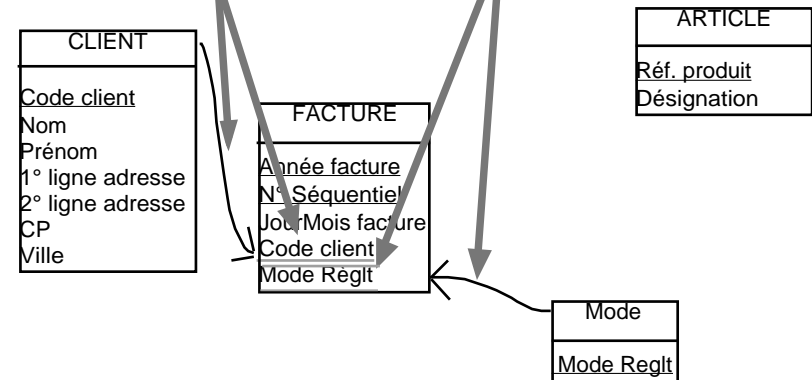 CLIENT
Code client
Nom
Prénom
1° ligne adresse
2° ligne adresse
CP
Ville
FACTURE
Année facture
N° Séquentiel
JourMois facture
Code client
Mode Règlt
ARTICLE
Réf. produit
Désignation
Mode
Mode Reglt